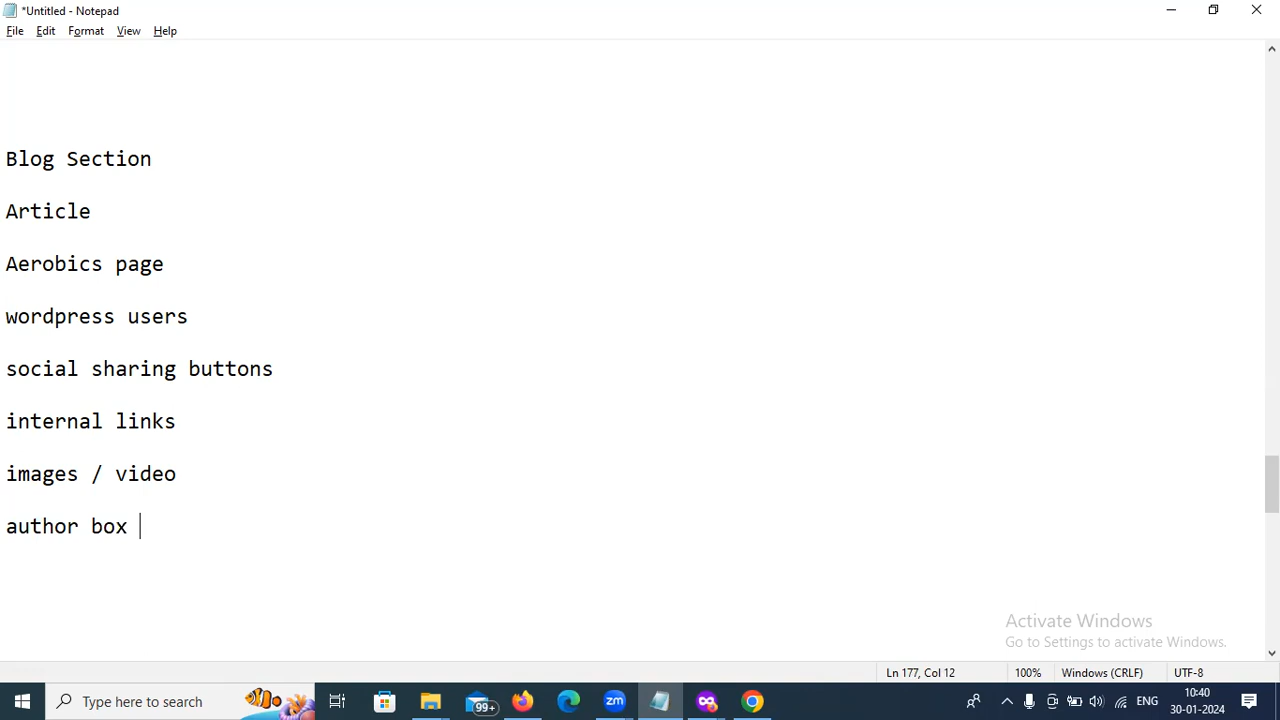 *Untitled - Notepad
File Edit Format View Help
Blog Section
Article
Aerobics page
wordpress users
social sharing buttons
internal links
images / video
author box
Activate Windows
Go to Settings to activate Windows.
Ln 177, Col 12 100% Windows (CRLF) UTF-8
Type here to search 99+ zm ENG 10:40
30-01-2024